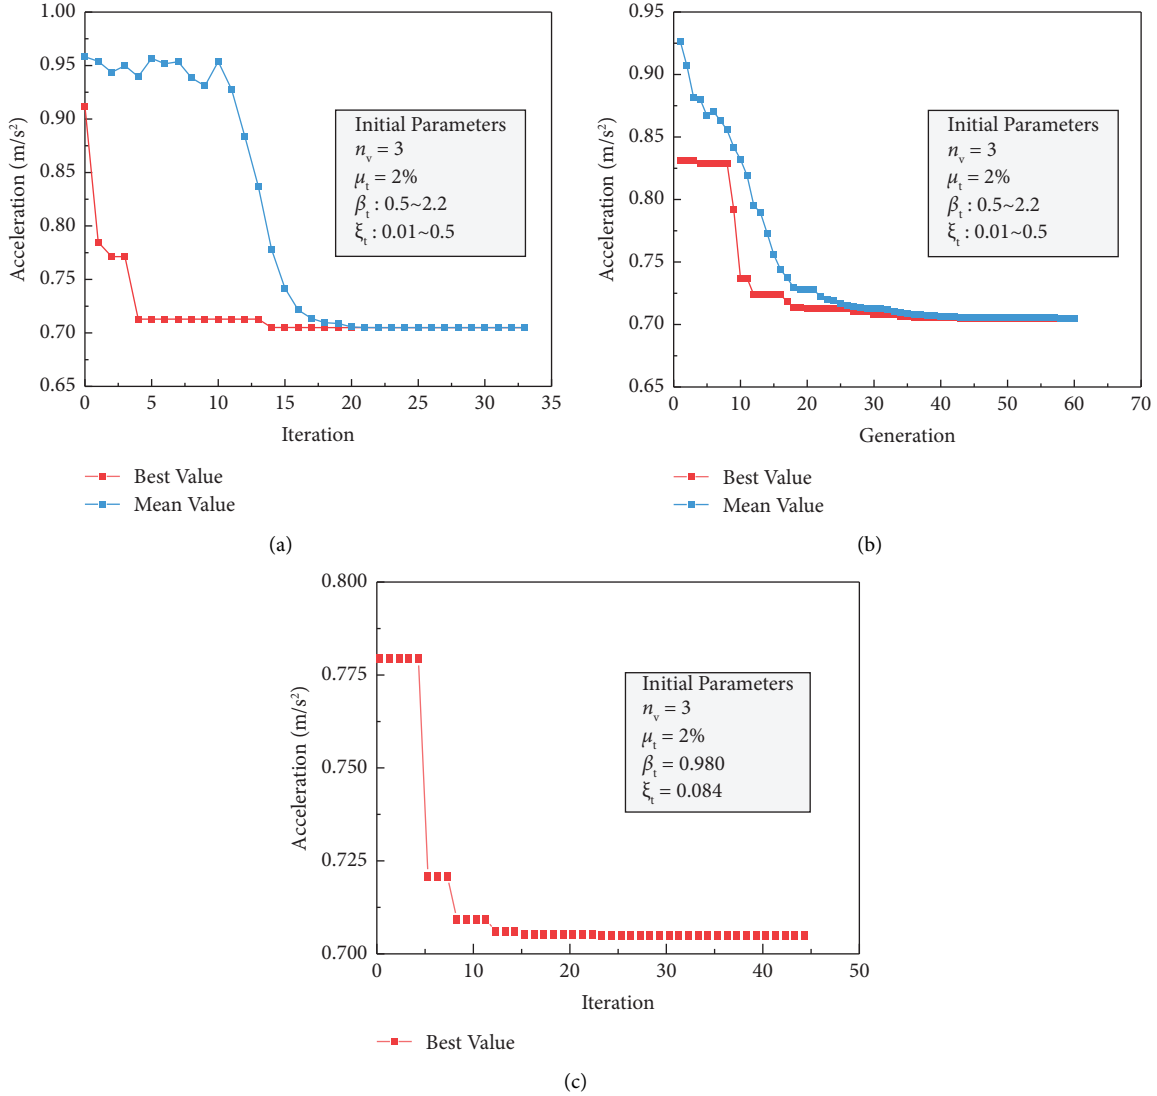 1.00
0.95
0.90
0.85
0.80
0.75
0.70
0.65
Acceleration (m/s²)
0 5 10 15 20 25 30 35
Iteration
Initial Parameters
nᵥ = 3
μₜ = 2%
βₜ : 0.5~2.2
ξₜ : 0.01~0.5
Best Value
Mean Value
(a)
0.95
0.90
0.85
0.80
0.75
0.70
0.65
Acceleration (m/s²)
0 10 20 30 40 50 60 70
Generation
Initial Parameters
nᵥ = 3
μₜ = 2%
βₜ : 0.5~2.2
ξₜ : 0.01~0.5
Best Value
Mean Value
(b)
0.800
0.775
0.750
0.725
0.700
Acceleration (m/s²)
0 10 20 30 40 50
Iteration
Initial Parameters
nᵥ = 3
μₜ = 2%
βₜ = 0.980
ξₜ = 0.084
Best Value
(c)